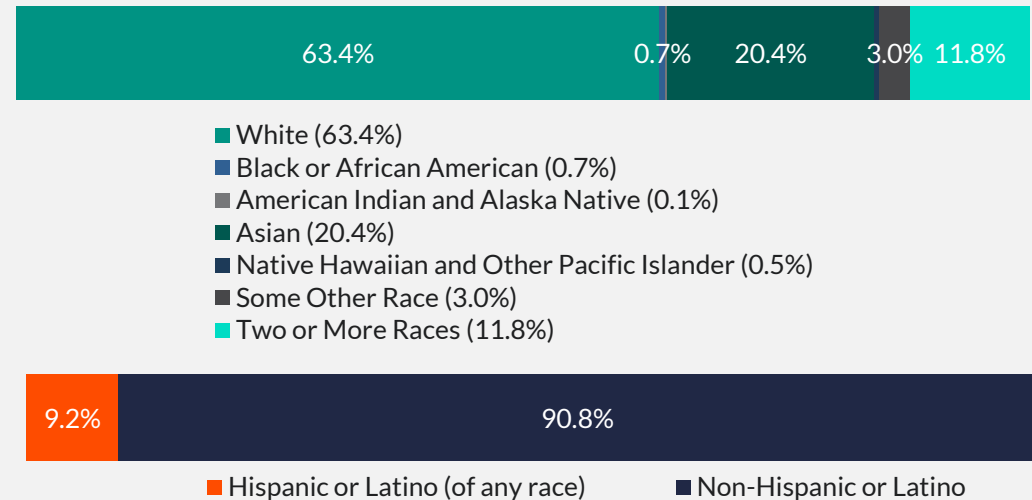 63.4% 0.7% 20.4% 3.0% 11.8%
White (63.4%)
Black or African American (0.7%)
American Indian and Alaska Native (0.1%)
Asian (20.4%)
Native Hawaiian and Other Pacific Islander (0.5%)
Some Other Race (3.0%)
Two or More Races (11.8%)
9.2% 90.8%
Hispanic or Latino (of any race) Non-Hispanic or Latino